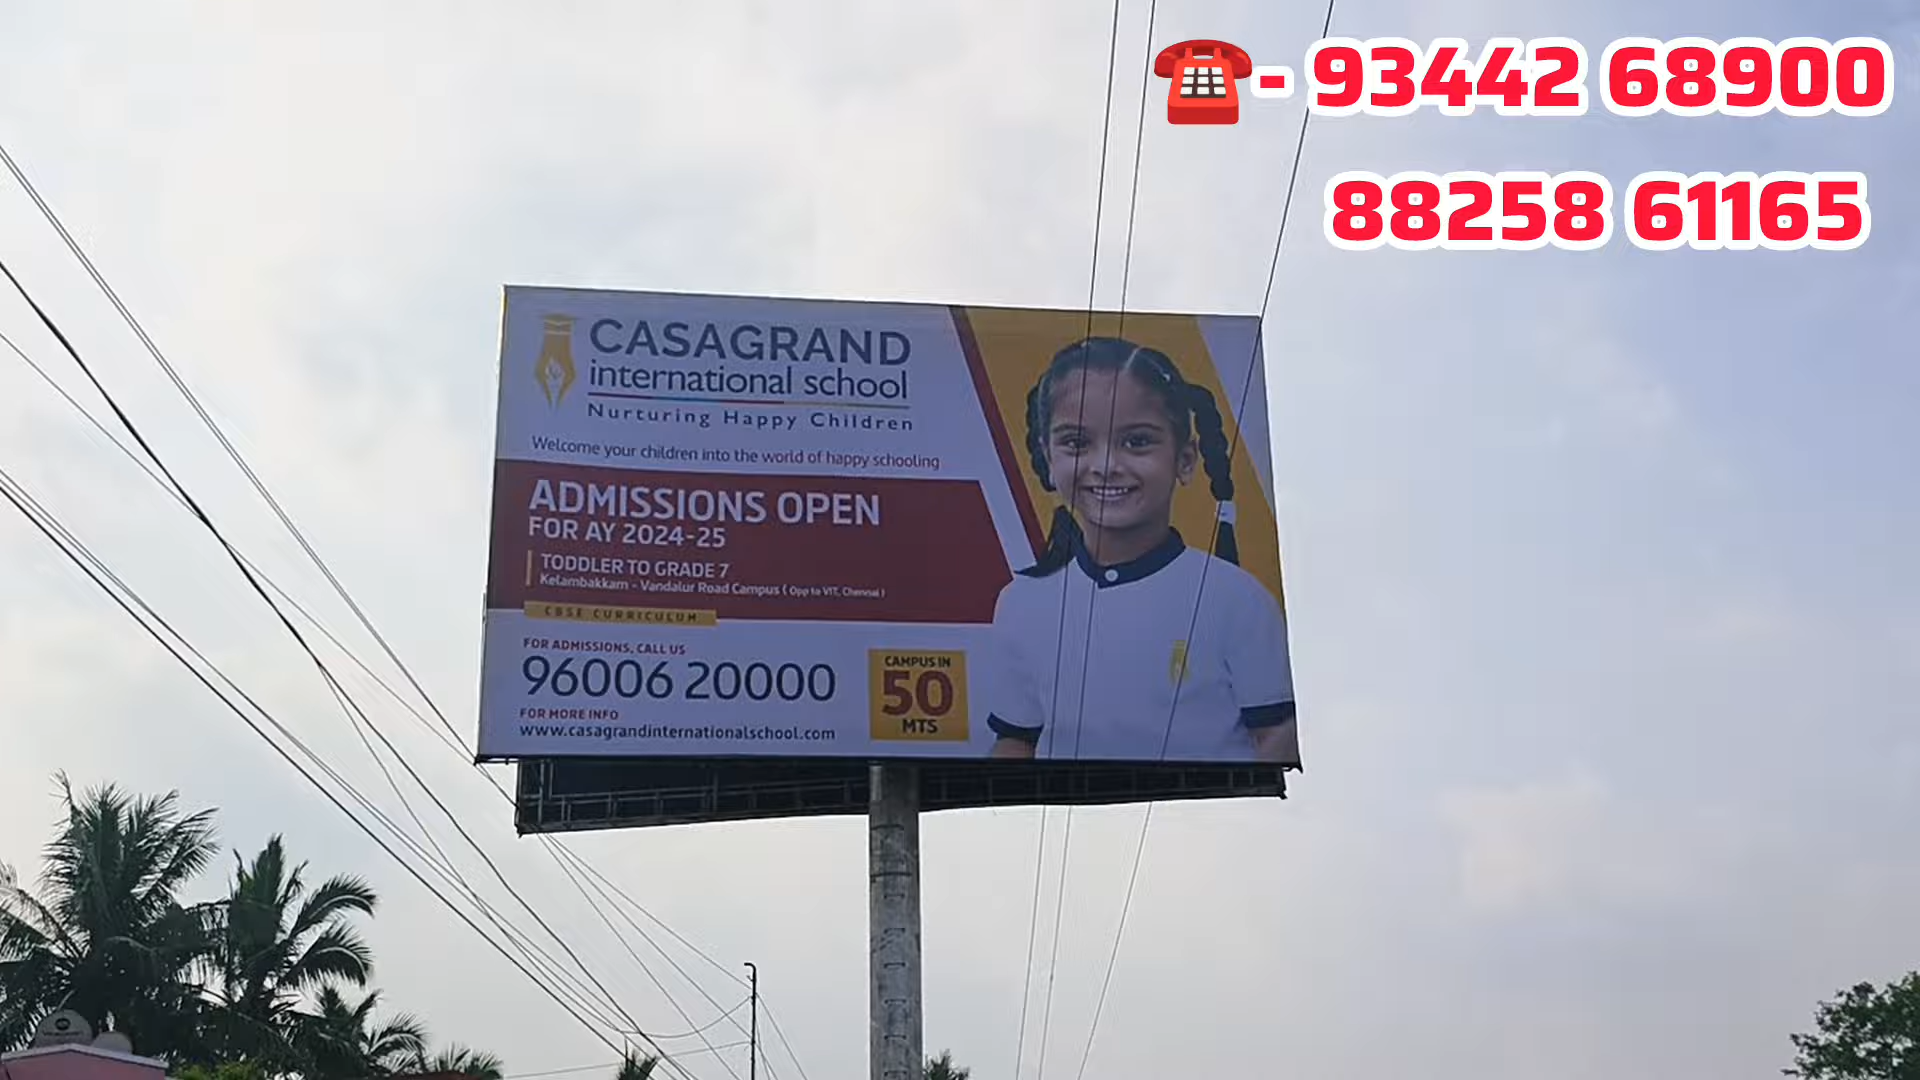 ☎- 93442 68900
88258 61165
CASAGRAND
international school
Nurturing Happy Children
Welcome your children into the world of happy schooling
ADMISSIONS OPEN
FOR AY 2024-25
TODDLER TO GRADE 7
Kelambakkam - Vandalur Road Campus ( Opp to VIT, Chennai )
CBSE CURRICULUM
FOR ADMISSIONS, CALL US
96006 20000
FOR MORE INFO
www.casagrandinternationalschool.com
CAMPUS IN
50
MTS